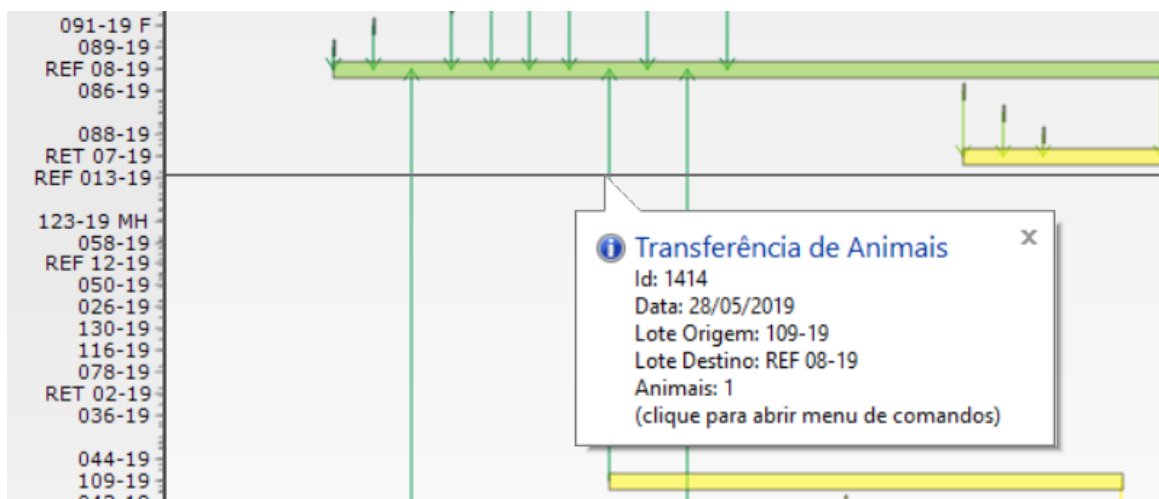 091-19 F
089-19
REF 08-19
086-19
088-19
RET 07-19
REF 013-19
123-19 MH
058-19
REF 12-19
050-19
026-19
130-19
116-19
078-19
RET 02-19
036-19
044-19
109-19
Transferência de Animais
x
Id: 1414
Data: 28/05/2019
Lote Origem: 109-19
Lote Destino: REF 08-19
Animais: 1
(clique para abrir menu de comandos)